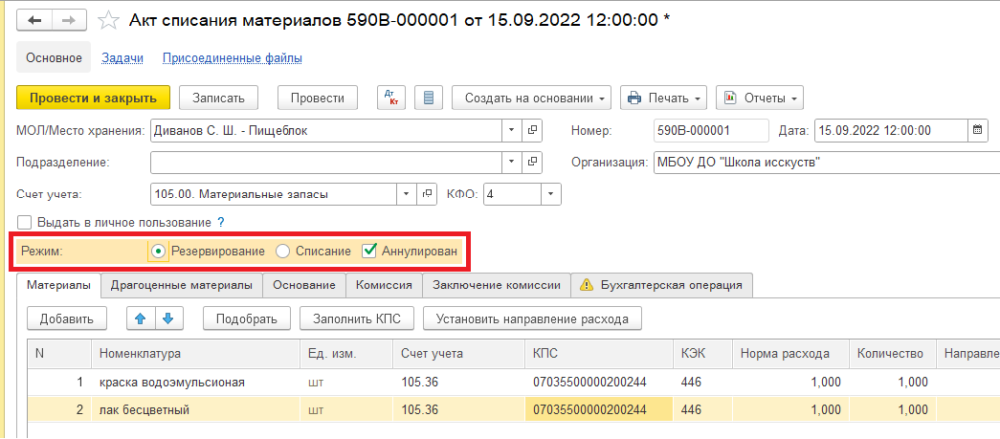 Акт списания материалов 590В-000001 от 15.09.2022 12:00:00 *
Основное Задачи Присоединенные файлы
Провести и закрыть Записать Провести Дт Кт Создать на основании Печать Отчеты
МОЛ/Место хранения: Диванов С. Ш. - Пищеблок Номер: 590В-000001 Дата: 15.09.2022 12:00:00
Подразделение: Организация: МБОУ ДО "Школа исскуств"
Счет учета: 105.00. Материальные запасы КФО: 4
Выдать в личное пользование ?
Режим: Резервирование Списание Аннулирован
Материалы Драгоценные материалы Основание Комиссия Заключение комиссии Бухгалтерская операция
Добавить Подобрать Заполнить КПС Установить направление расхода
N Номенклатура Ед. изм. Счет учета КПС КЭК Норма расхода Количество Направле
1 краска водоэмульсионая шт 105.36 07035500000200244 446 1,000 1,000
2 лак бесцветный шт 105.36 07035500000200244 446 1,000 1,000